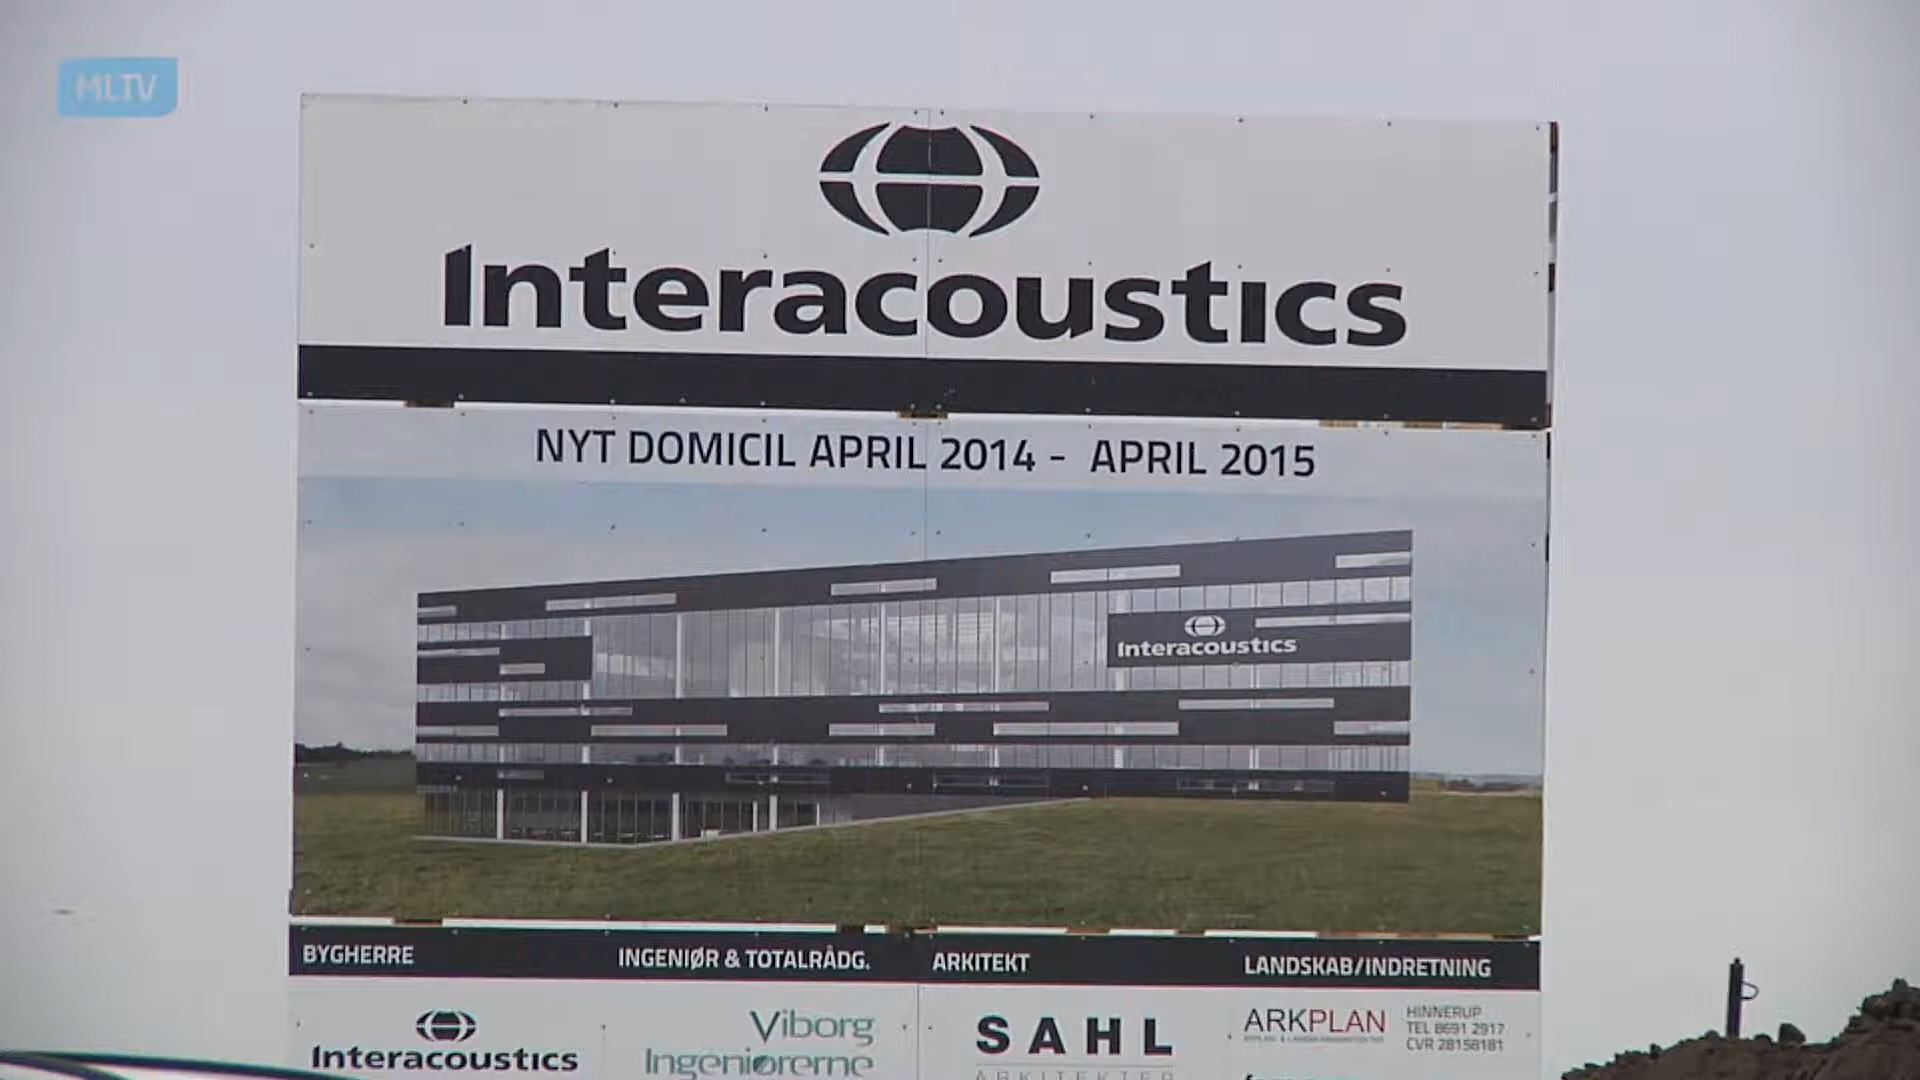 MLTV
Interacoustics
NYT DOMICIL APRIL 2014 - APRIL 2015
Interacoustics
BYGHERRE
INGENIØR & TOTALRÅDG.
ARKITEKT
LANDSKAB/INDRETNING
Interacoustics
Viborg
Ingeniørerne
SAHL
ARKITEKTER
ARKPLAN
HINNERUP
TEL 8691 2917
CVR 28158181